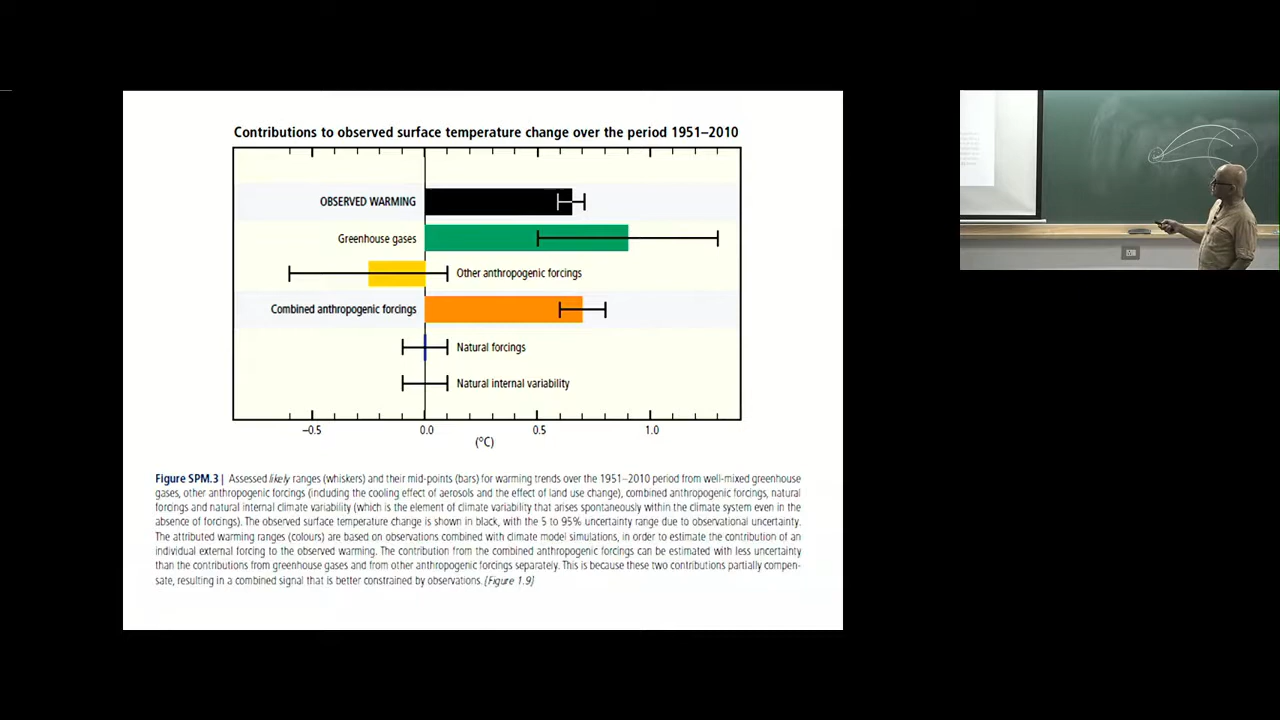 Contributions to observed surface temperature change over the period 1951–2010
OBSERVED WARMING
Greenhouse gases
Other anthropogenic forcings
Combined anthropogenic forcings
Natural forcings
Natural internal variability
–0.5 0.0 0.5 1.0
(°C)
Figure SPM.3 | Assessed likely ranges (whiskers) and their mid-points (bars) for warming trends over the 1951–2010 period from well-mixed greenhouse
gases, other anthropogenic forcings (including the cooling effect of aerosols and the effect of land use change), combined anthropogenic forcings, natural
forcings and natural internal climate variability (which is the element of climate variability that arises spontaneously within the climate system even in the
absence of forcings). The observed surface temperature change is shown in black, with the 5 to 95% uncertainty range due to observational uncertainty.
The attributed warming ranges (colours) are based on observations combined with climate model simulations, in order to estimate the contribution of an
individual external forcing to the observed warming. The contribution from the combined anthropogenic forcings can be estimated with less uncertainty
than the contributions from greenhouse gases and from other anthropogenic forcings separately. This is because these two contributions partially compen-
sate, resulting in a combined signal that is better constrained by observations. {Figure 1.9}